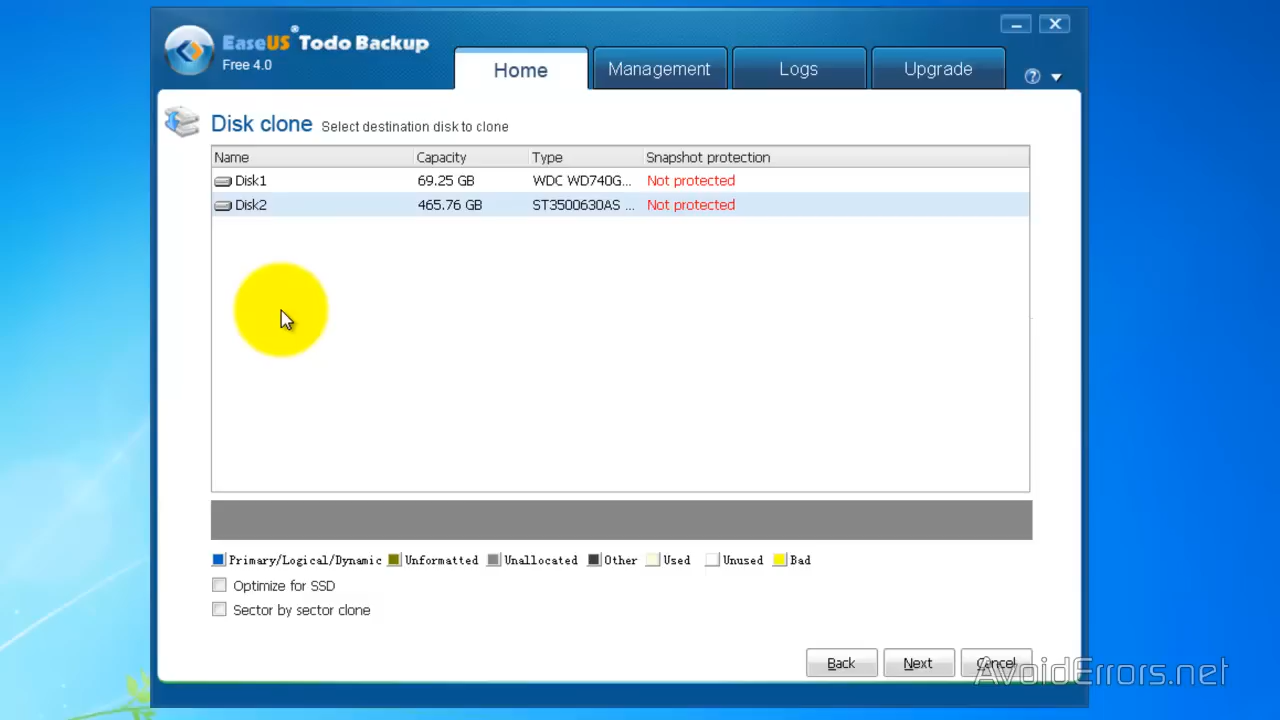 EaseUS® Todo Backup
Free 4.0
Home
Management
Logs
Upgrade
?
Disk clone Select destination disk to clone
Name Capacity Type Snapshot protection
Disk1 69.25 GB WDC WD740G... Not protected
Disk2 465.76 GB ST3500630AS ... Not protected
Primary/Logical/Dynamic Unformatted Unallocated Other Used Unused Bad
Optimize for SSD
Sector by sector clone
Back Next Cancel
AvoidErrors.net